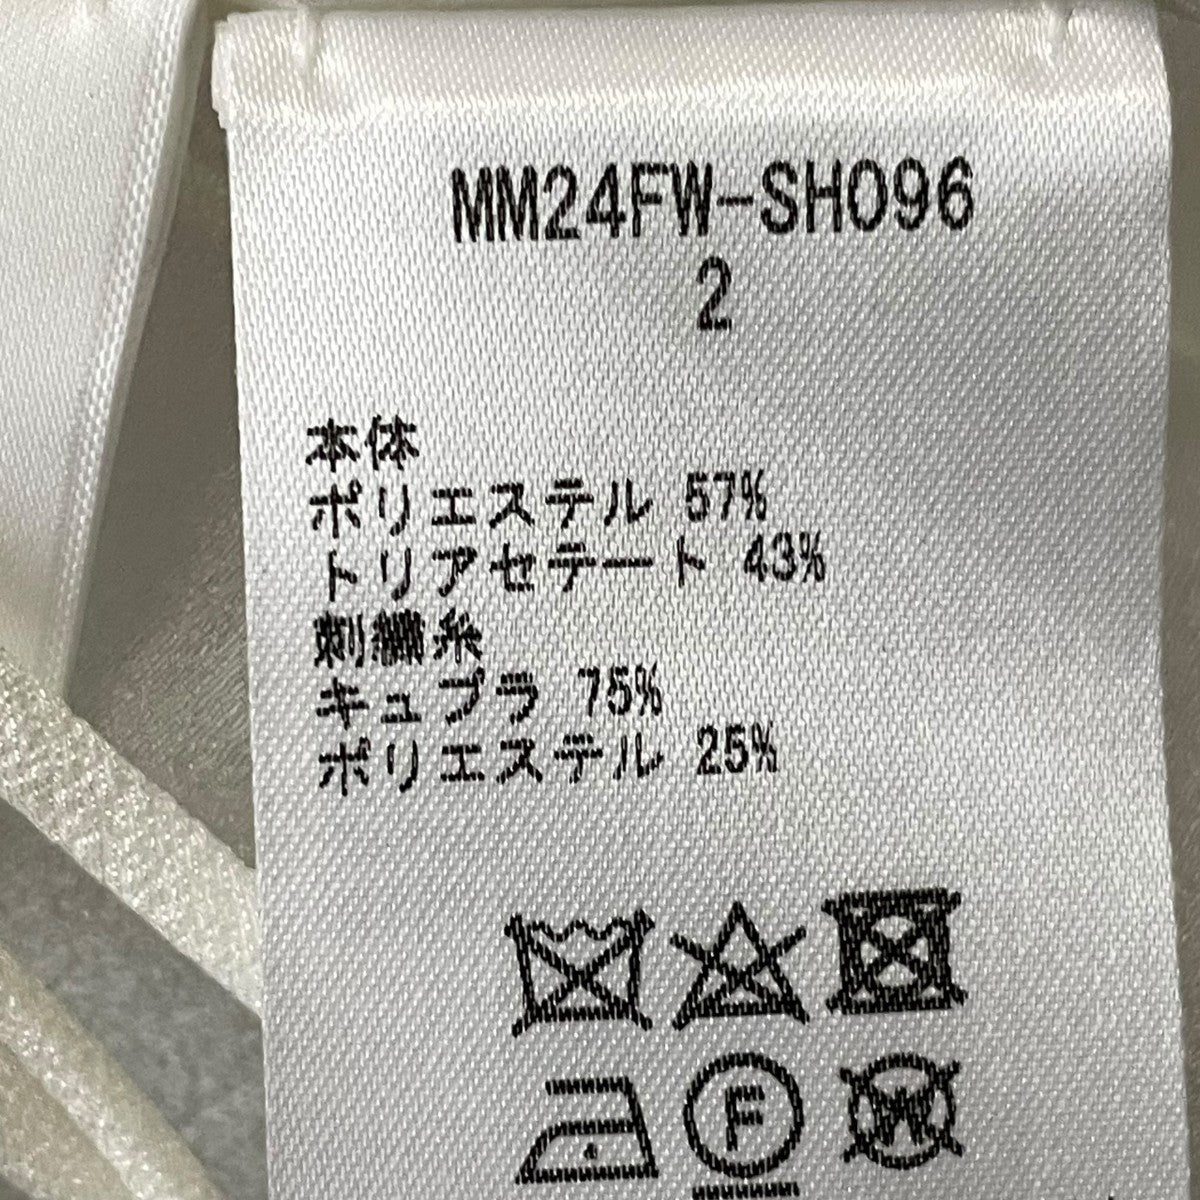 MM24FW-SH096
2
本体
ポリエステル 57%
トリアセテート 43%
刺繍糸
キュプラ 75%
ポリエステル 25%
F
W